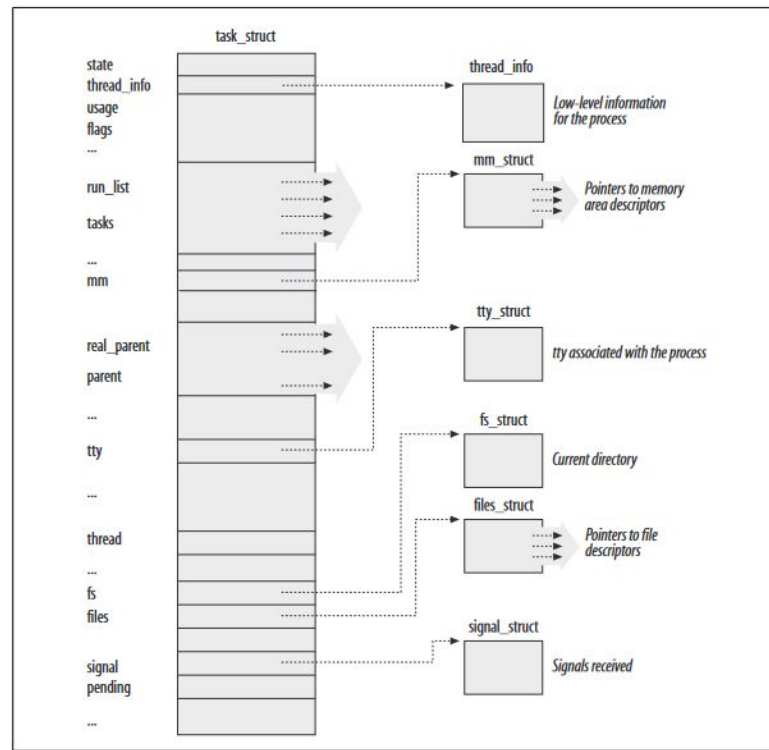 task_struct
state
thread_info
usage
flags
...
run_list
tasks
...
mm
real_parent
parent
...
tty
...
thread
...
fs
files
signal
pending
...
thread_info
Low-level information
for the process
mm_struct
Pointers to memory
area descriptors
tty_struct
tty associated with the process
fs_struct
Current directory
files_struct
Pointers to file
descriptors
signal_struct
Signals received